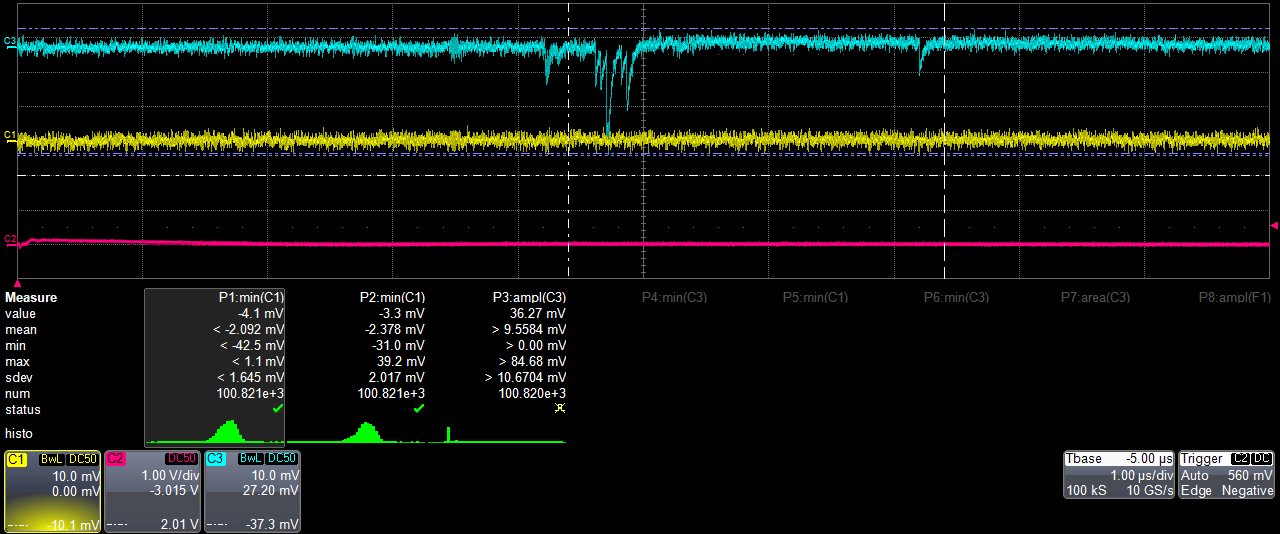 C3
C1
C2
Measure P1:min(C1) P2:min(C1) P3:ampl(C3) P4:min(C3) P5:min(C1) P6:min(C3) P7:area(C3) P8:ampl(F1)
value -4.1 mV -3.3 mV 36.27 mV
mean < -2.092 mV -2.378 mV > 9.5584 mV
min < -42.5 mV -31.0 mV > 0.00 mV
max < 1.1 mV 39.2 mV > 84.68 mV
sdev < 1.645 mV 2.017 mV > 10.6704 mV
num 100.821e+3 100.821e+3 100.820e+3
status
histo
C1 BwL DC50 C2 DC50 C3 BwL DC50 Tbase -5.00 µs Trigger C2 DC
10.0 mV 1.00 V/div 10.0 mV 1.00 µs/div Auto 560 mV
0.00 mV -3.015 V 27.20 mV 100 kS 10 GS/s Edge Negative
-10.1 mV 2.01 V -37.3 mV